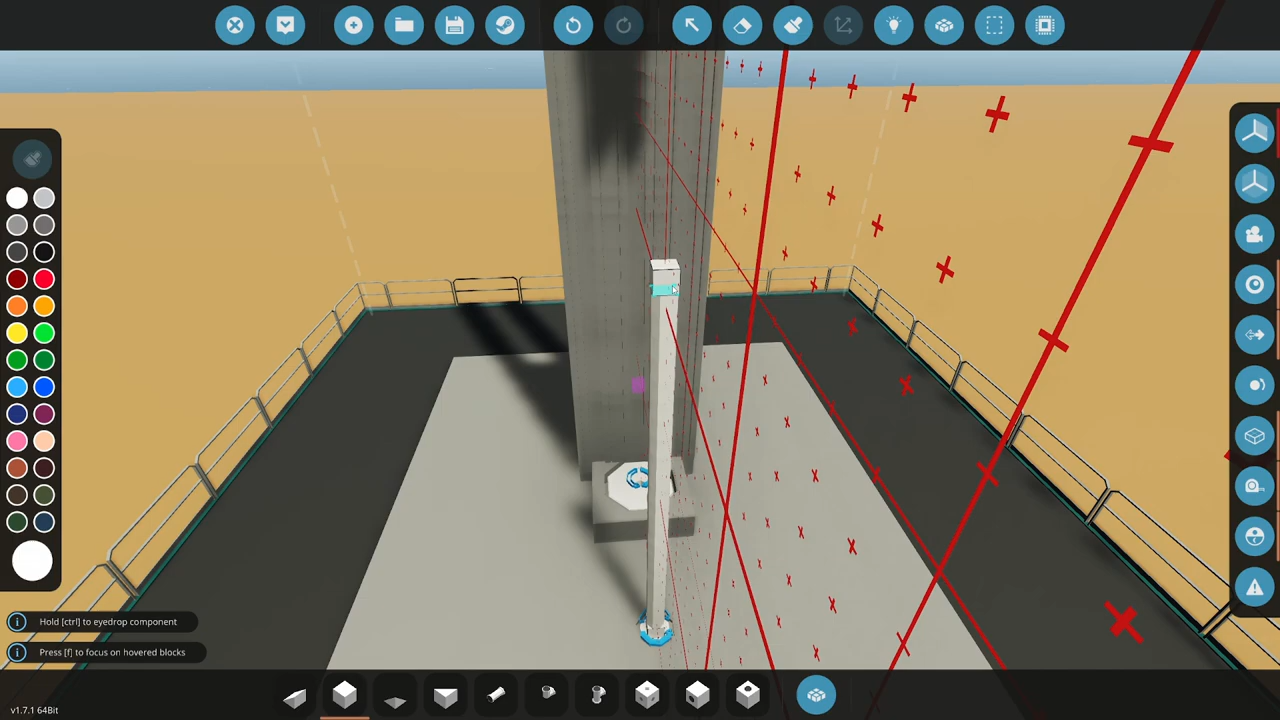 Hold [ctrl] to eyedrop component
Press [f] to focus on hovered blocks
v1.7.1 64Bit